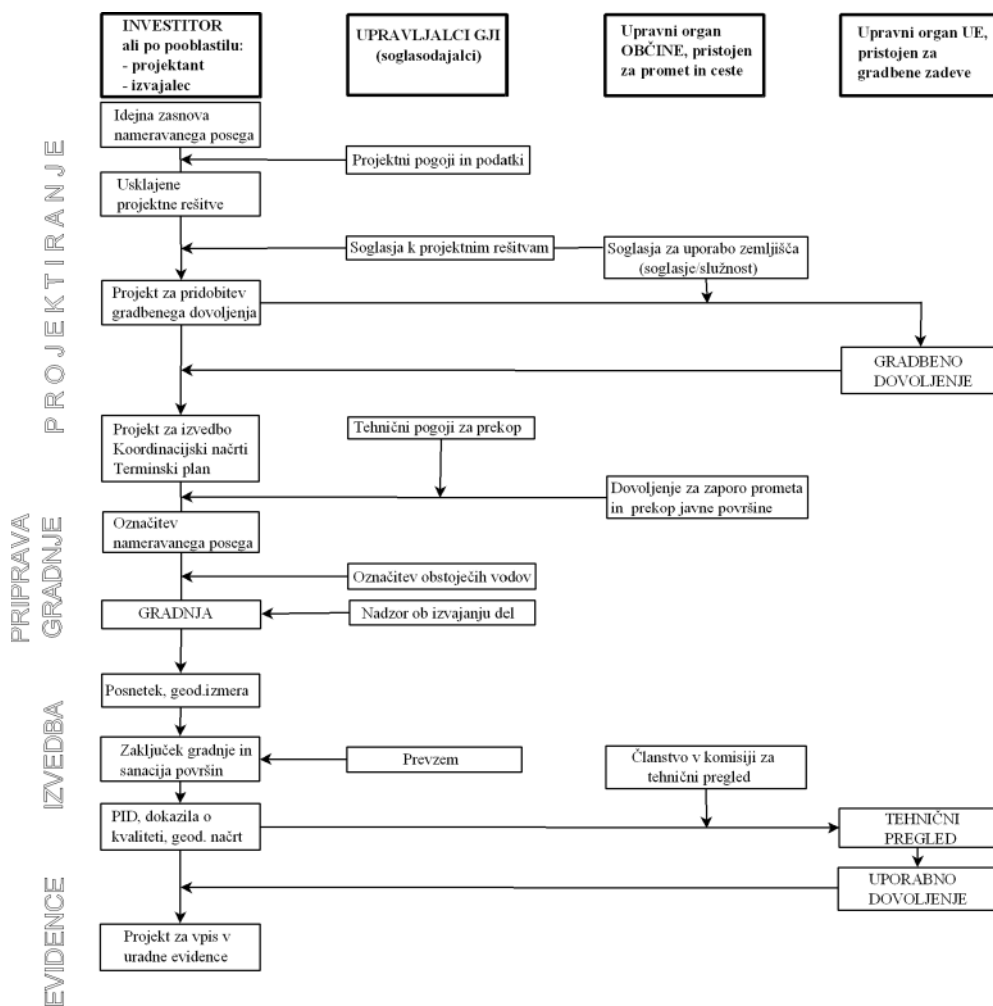 INVESTITOR
ali po pooblastilu:
- projektant
- izvajalec
UPRAVLJALCI GJI
(soglasodajalci)
Upravni organ
OBČINE, pristojen
za promet in ceste
Upravni organ UE,
pristojen za
gradbene zadeve
PROJEKTIRANJE
Idejna zasnova
nameravanega posega
Projektni pogoji in podatki
Usklajene
projektne rešitve
Soglasja k projektnim rešitvam
Soglasja za uporabo zemljišča
(soglasje/služnost)
Projekt za pridobitev
gradbenega dovoljenja
GRADBENO
DOVOLJENJE
Projekt za izvedbo
Koordinacijski načrti
Terminski plan
Tehnični pogoji za prekop
Dovoljenje za zaporo prometa
in prekop javne površine
PRIPRAVA
GRADNJE
Označitev
nameravanega posega
Označitev obstoječih vodov
GRADNJA
Nadzor ob izvajanju del
IZVEDBA
Posnetek, geod.izmera
Zaključek gradnje in
sanacija površin
Prevzem
Članstvo v komisiji za
tehnični pregled
PID, dokazila o
kvaliteti, geod. načrt
TEHNIČNI
PREGLED
EVIDENCE
UPORABNO
DOVOLJENJE
Projekt za vpis v
uradne evidence